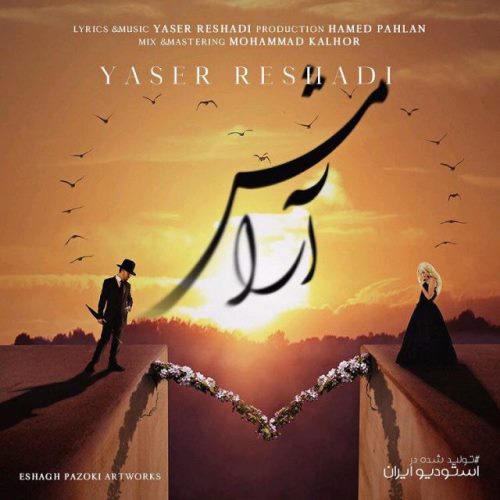 LYRICS &MUSIC YASER RESHADI PRODUCTION HAMED PAHLAN
MIX &MASTERING MOHAMMAD KALHOR
YASER RESHADI
آرامش
#تولید شده در
استودیو ایران
ESHAGH PAZOKI ARTWORKS